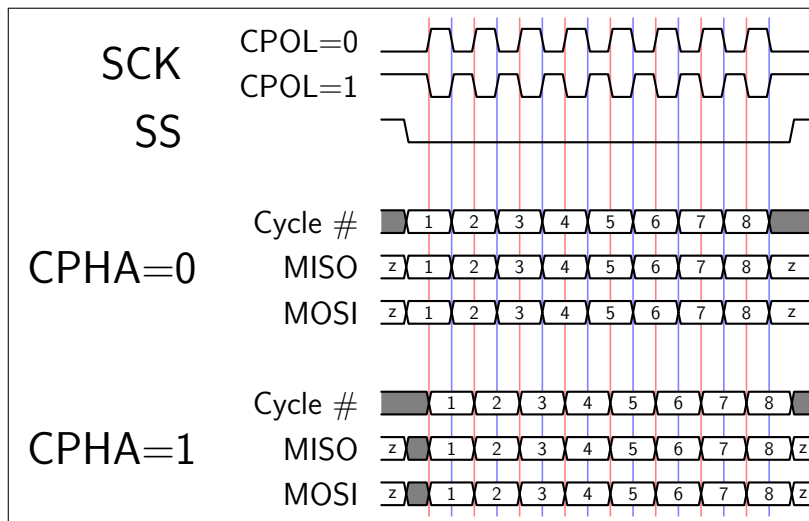 SCK CPOL=0
CPOL=1
SS
Cycle # 1 2 3 4 5 6 7 8
CPHA=0 MISO z 1 2 3 4 5 6 7 8 z
MOSI z 1 2 3 4 5 6 7 8 z
Cycle # 1 2 3 4 5 6 7 8
CPHA=1 MISO z 1 2 3 4 5 6 7 8 z
MOSI z 1 2 3 4 5 6 7 8 z